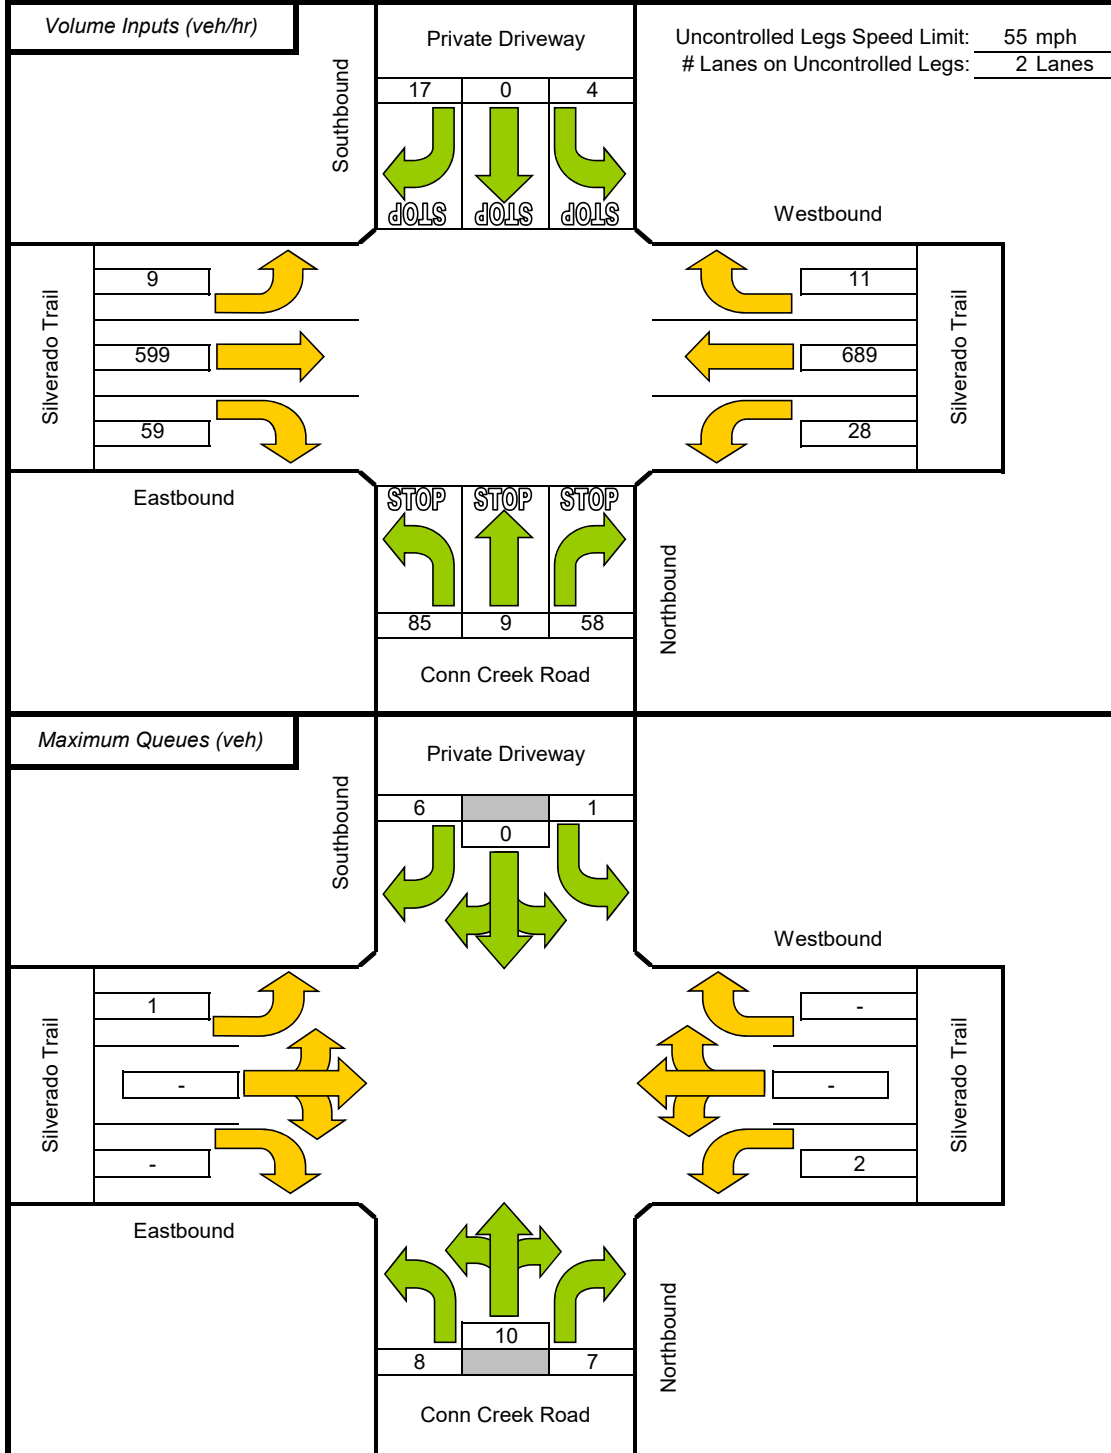 Volume Inputs (veh/hr)
Southbound
Private Driveway
Uncontrolled Legs Speed Limit: 55 mph
# Lanes on Uncontrolled Legs: 2 Lanes
17 0 4
STOP STOP STOP
Westbound
Silverado Trail
9
599
59
11
689
28
Silverado Trail
Eastbound
STOP STOP STOP
85 9 58
Northbound
Conn Creek Road
Maximum Queues (veh)
Southbound
Private Driveway
6 1
0
Westbound
Silverado Trail
1
-
-
-
-
2
Silverado Trail
Eastbound
10
8 7
Northbound
Conn Creek Road